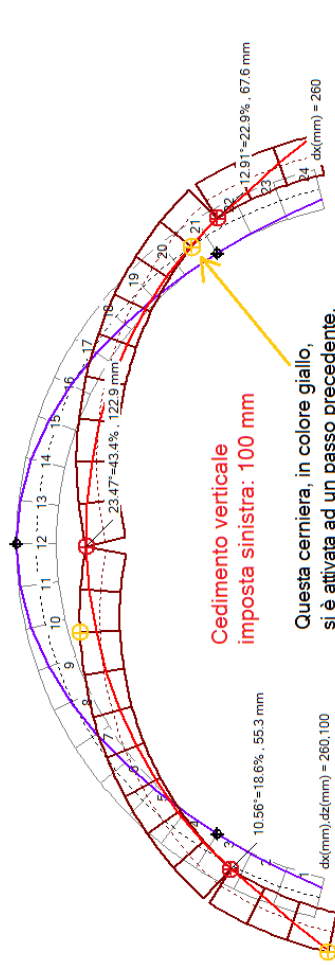 12.91°=22.9% , 67.6 mm
dx(mm) = 260
24
23
22
21
20
19
18
17
16
15
14
13
12
11
10
9
8
7
6
5
4
3
2
1
23.47°=43.4% , 122.9 mm
Cedimento verticale
imposta sinistra: 100 mm
Questa cerniera, in colore giallo,
si è attivata ad un passo precedente.
10.56°=18.6% , 55.3 mm
dx(mm),dz(mm) = 260,100